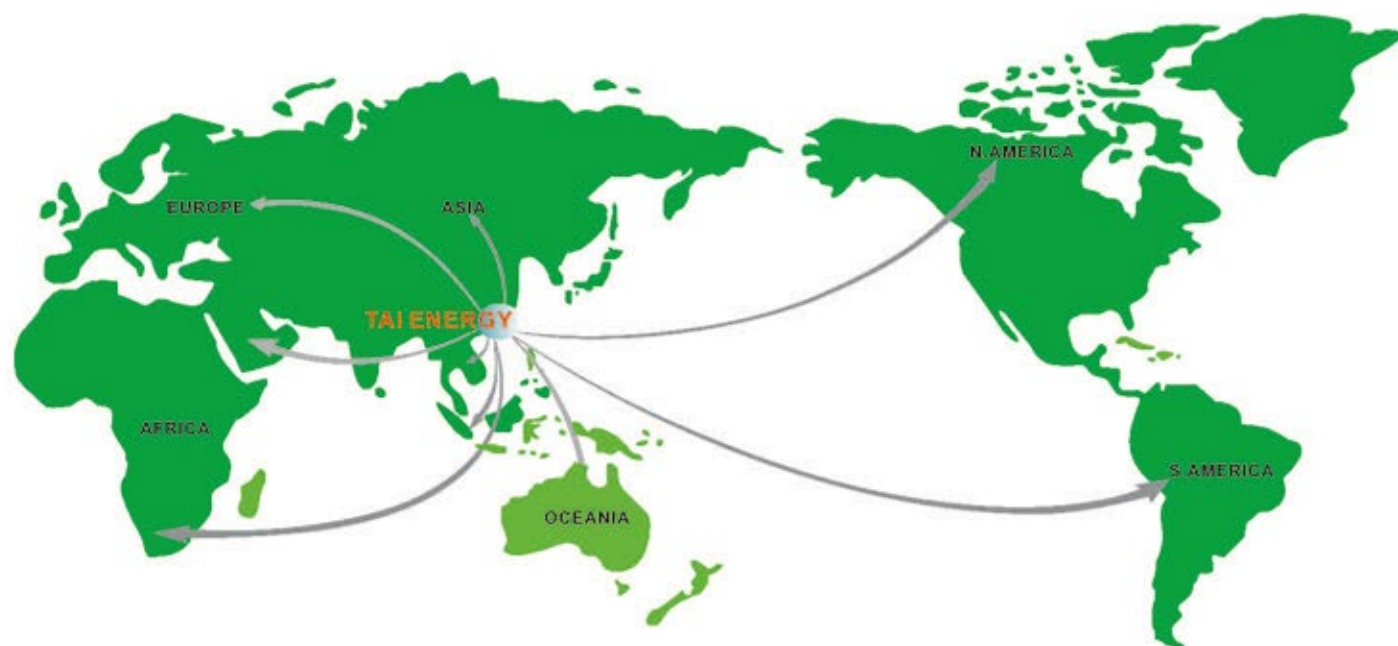 N.AMERICA
EUROPE
ASIA
TAI ENERGY
AFRICA
S.AMERICA
OCEANIA